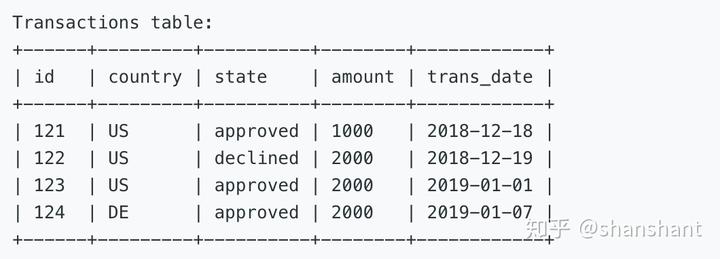 Transactions table:
+------+---------+----------+--------+------------+
| id   | country | state    | amount | trans_date |
+------+---------+----------+--------+------------+
| 121  | US      | approved | 1000   | 2018-12-18 |
| 122  | US      | declined | 2000   | 2018-12-19 |
| 123  | US      | approved | 2000   | 2019-01-01 |
| 124  | DE      | approved | 2000   | 2019-01-07 |
+------+---------+----------+--------+------------+
知乎 @shanshant